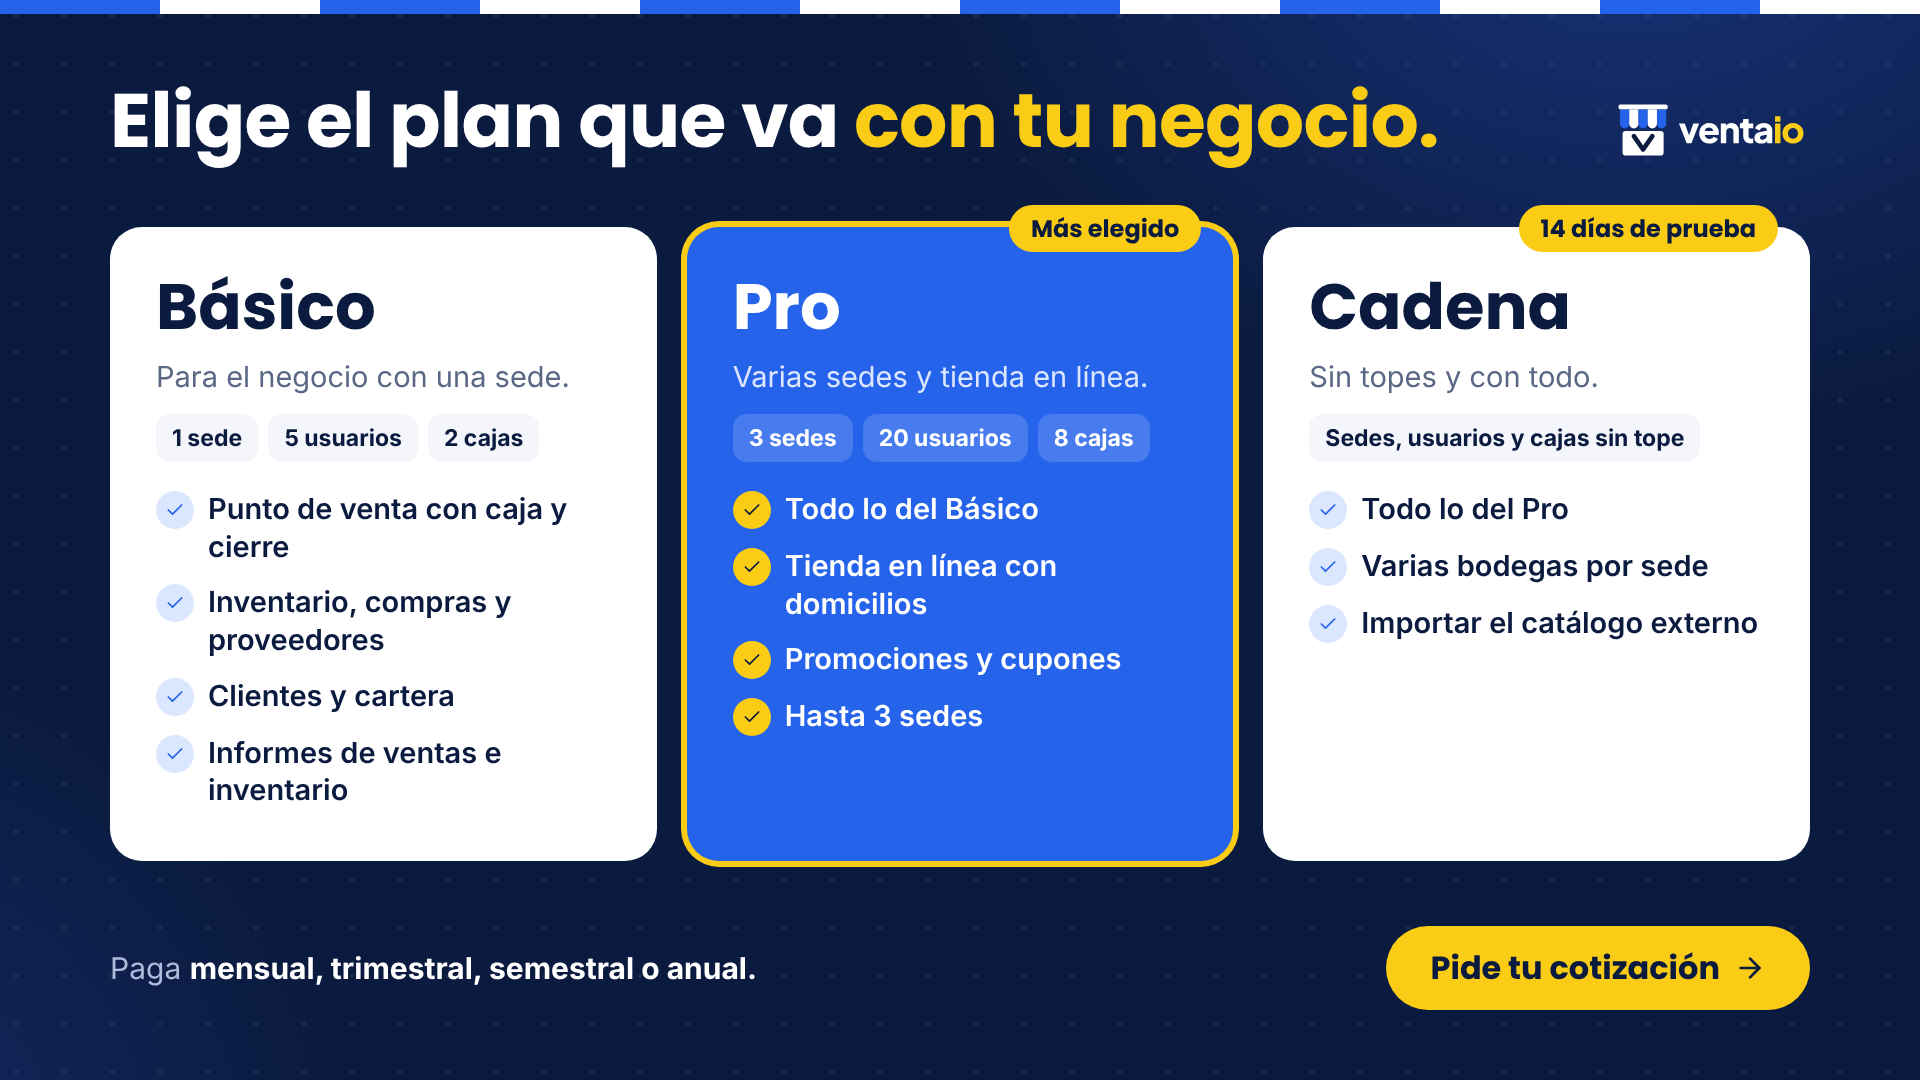 Elige el plan que va con tu negocio.
ventaio
Básico
Para el negocio con una sede.
1 sede
5 usuarios
2 cajas
Punto de venta con caja y
cierre
Inventario, compras y
proveedores
Clientes y cartera
Informes de ventas e
inventario
Más elegido
Pro
Varias sedes y tienda en línea.
3 sedes
20 usuarios
8 cajas
Todo lo del Básico
Tienda en línea con
domicilios
Promociones y cupones
Hasta 3 sedes
14 días de prueba
Cadena
Sin topes y con todo.
Sedes, usuarios y cajas sin tope
Todo lo del Pro
Varias bodegas por sede
Importar el catálogo externo
Paga mensual, trimestral, semestral o anual.
Pide tu cotización →